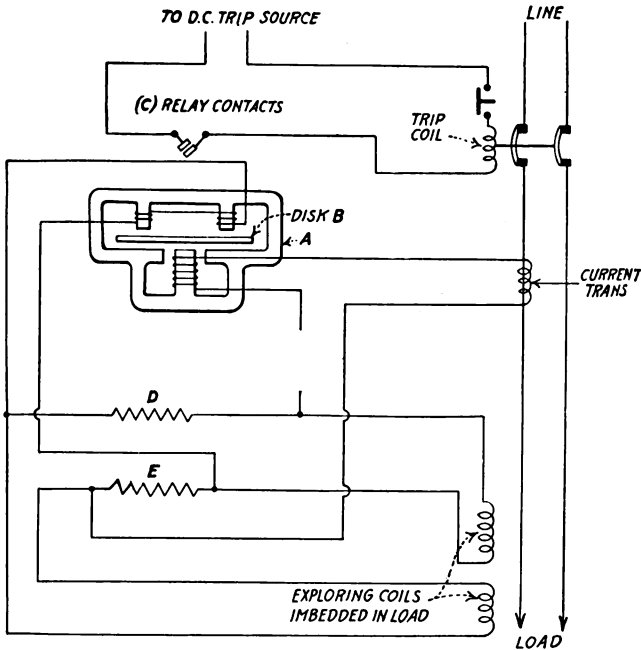 TO D.C. TRIP SOURCE
LINE
(C) RELAY CONTACTS
TRIP
COIL
DISK B
A
CURRENT
TRANS
D
E
EXPLORING COILS
IMBEDDED IN LOAD
LOAD